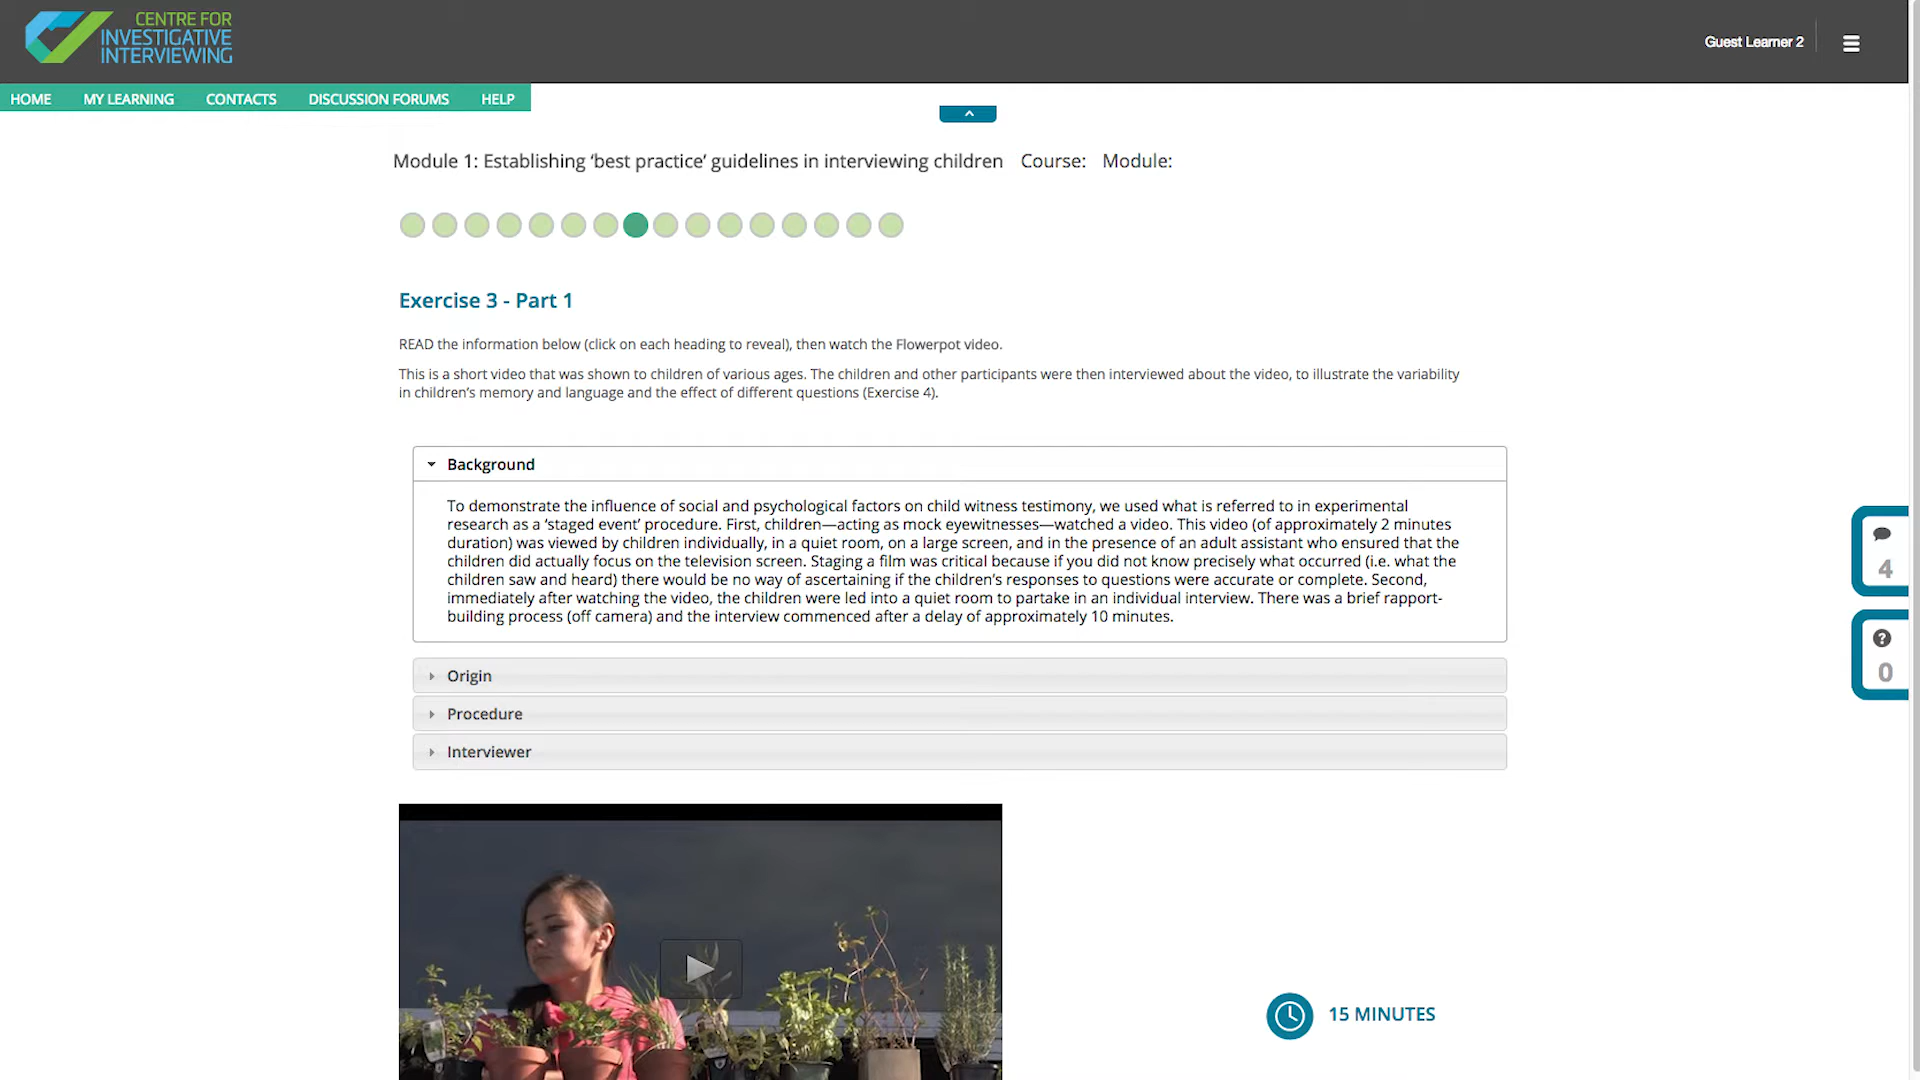 CENTRE FOR
INVESTIGATIVE
INTERVIEWING
Guest Learner 2
HOME MY LEARNING CONTACTS DISCUSSION FORUMS HELP
Module 1: Establishing ‘best practice’ guidelines in interviewing children Course: Module:
Exercise 3 - Part 1
READ the information below (click on each heading to reveal), then watch the Flowerpot video.
This is a short video that was shown to children of various ages. The children and other participants were then interviewed about the video, to illustrate the variability
in children’s memory and language and the effect of different questions (Exercise 4).
Background
To demonstrate the influence of social and psychological factors on child witness testimony, we used what is referred to in experimental
research as a ‘staged event’ procedure. First, children—acting as mock eyewitnesses—watched a video. This video (of approximately 2 minutes
duration) was viewed by children individually, in a quiet room, on a large screen, and in the presence of an adult assistant who ensured that the
children did actually focus on the television screen. Staging a film was critical because if you did not know precisely what occurred (i.e. what the
children saw and heard) there would be no way of ascertaining if the children’s responses to questions were accurate or complete. Second,
immediately after watching the video, the children were led into a quiet room to partake in an individual interview. There was a brief rapport-
building process (off camera) and the interview commenced after a delay of approximately 10 minutes.
4
?
0
Origin
Procedure
Interviewer
15 MINUTES